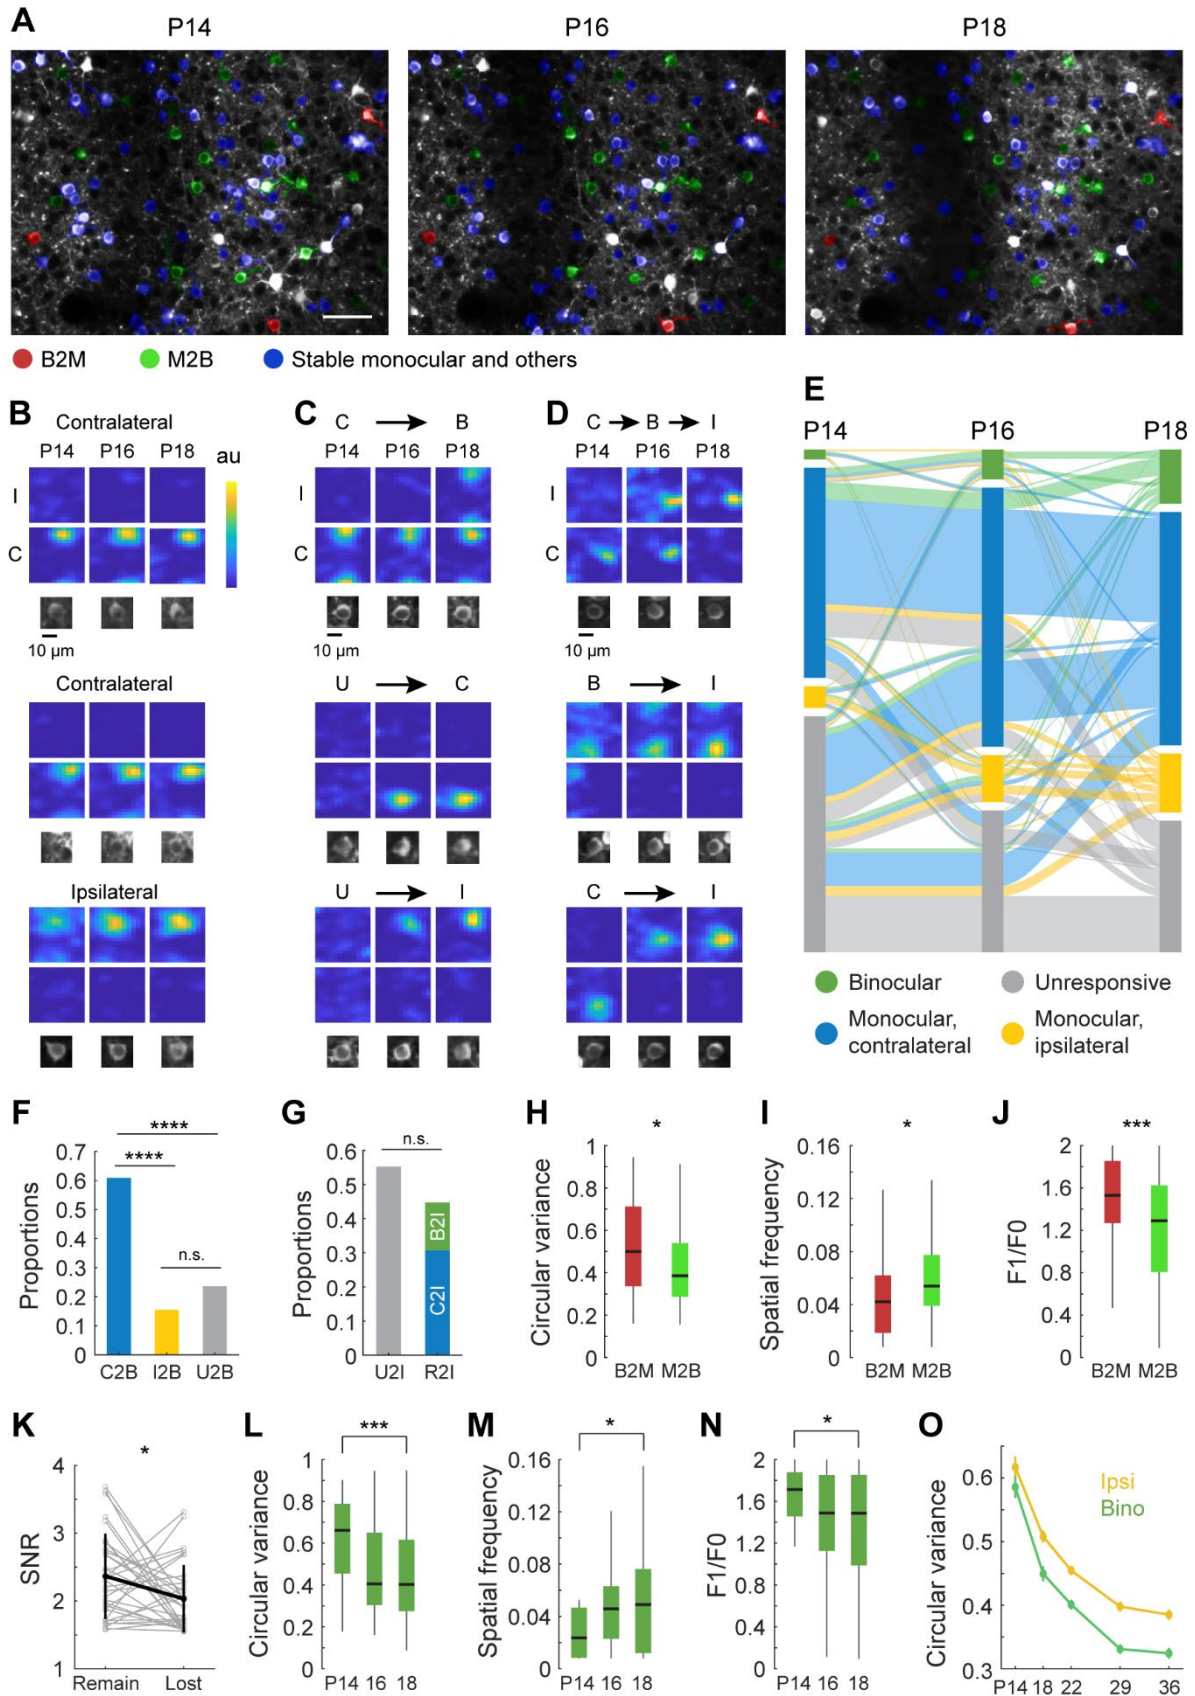 A
P14
P16
P18
B2M
M2B
Stable monocular and others
B
Contralateral
P14 P16 P18
au
I
C
10 µm
Contralateral
Ipsilateral
C
C → B
P14 P16 P18
I
C
10 µm
U → C
U → I
D
C → B → I
P14 P16 P18
I
C
10 µm
B → I
C → I
E
P14 P16 P18
Binocular
Unresponsive
Monocular, contralateral
Monocular, ipsilateral
F
****
****
n.s.
Proportions
0.7
0.6
0.5
0.4
0.3
0.2
0.1
0
C2B I2B U2B
G
n.s.
Proportions
0.6
0.5
0.4
0.3
0.2
0.1
0
B2I
C2I
U2I R2I
H
*
Circular variance
1
0.8
0.6
0.4
0.2
0
B2M M2B
I
*
Spatial frequency
0.16
0.12
0.08
0.04
0
B2M M2B
J
***
F1/F0
2
1.6
1.2
0.8
0.4
0
B2M M2B
K
*
SNR
4
3
2
1
Remain Lost
L
***
Circular variance
1
0.8
0.6
0.4
0.2
0
P14 16 18
M
*
Spatial frequency
0.16
0.12
0.08
0.04
0
P14 16 18
N
*
F1/F0
2
1.6
1.2
0.8
0.4
0
P14 16 18
O
Circular variance
0.6
0.5
0.4
0.3
Ipsi
Bino
P14 18 22 29 36